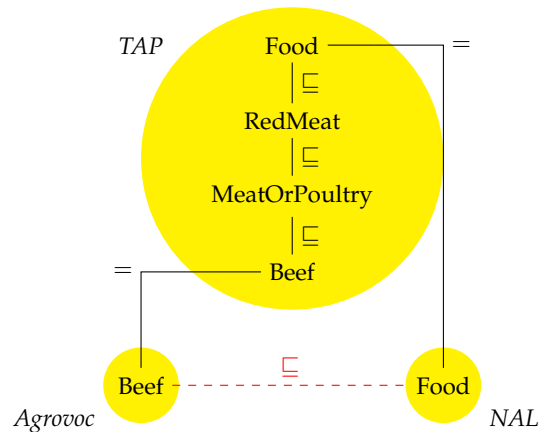 TAP
Food
=
⊑
RedMeat
⊑
MeatOrPoultry
⊑
=
Beef
⊑
Beef
Food
Agrovoc
NAL